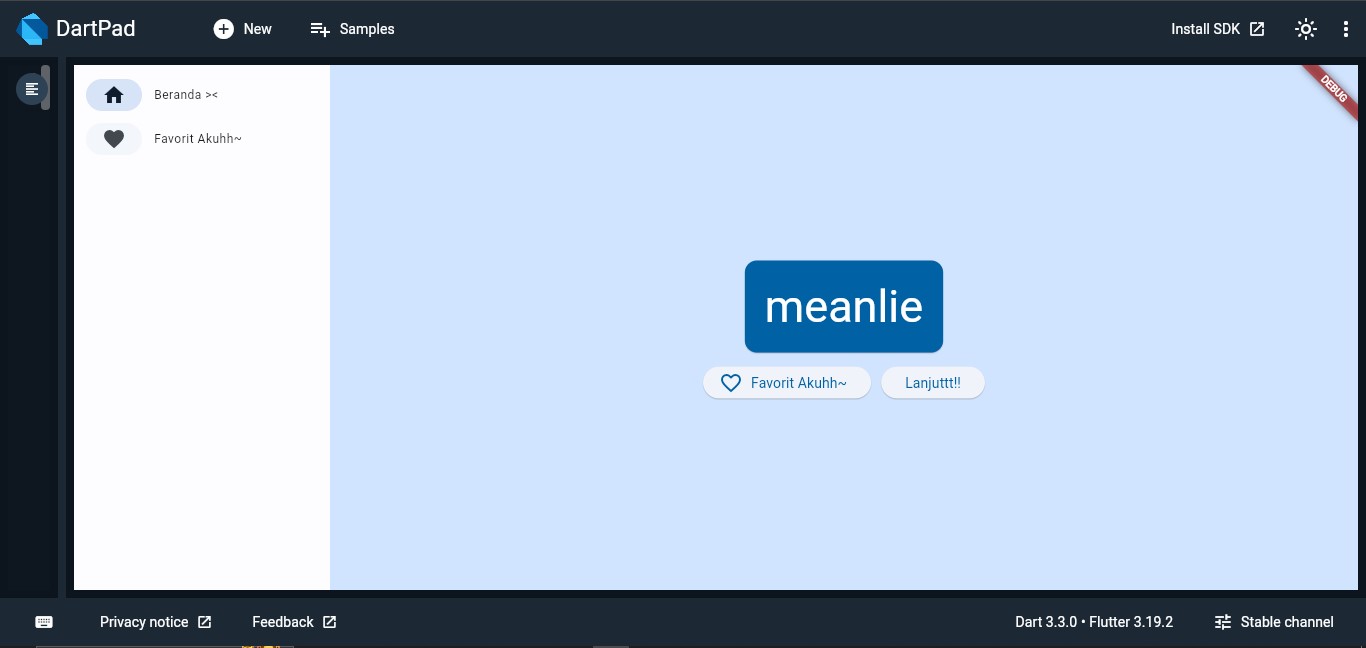 DartPad
New
Samples
Install SDK
Beranda ><
Favorit Akuhh~
DEBUG
meanlie
Favorit Akuhh~
Lanjuttt!!
Privacy notice
Feedback
Dart 3.3.0 • Flutter 3.19.2
Stable channel